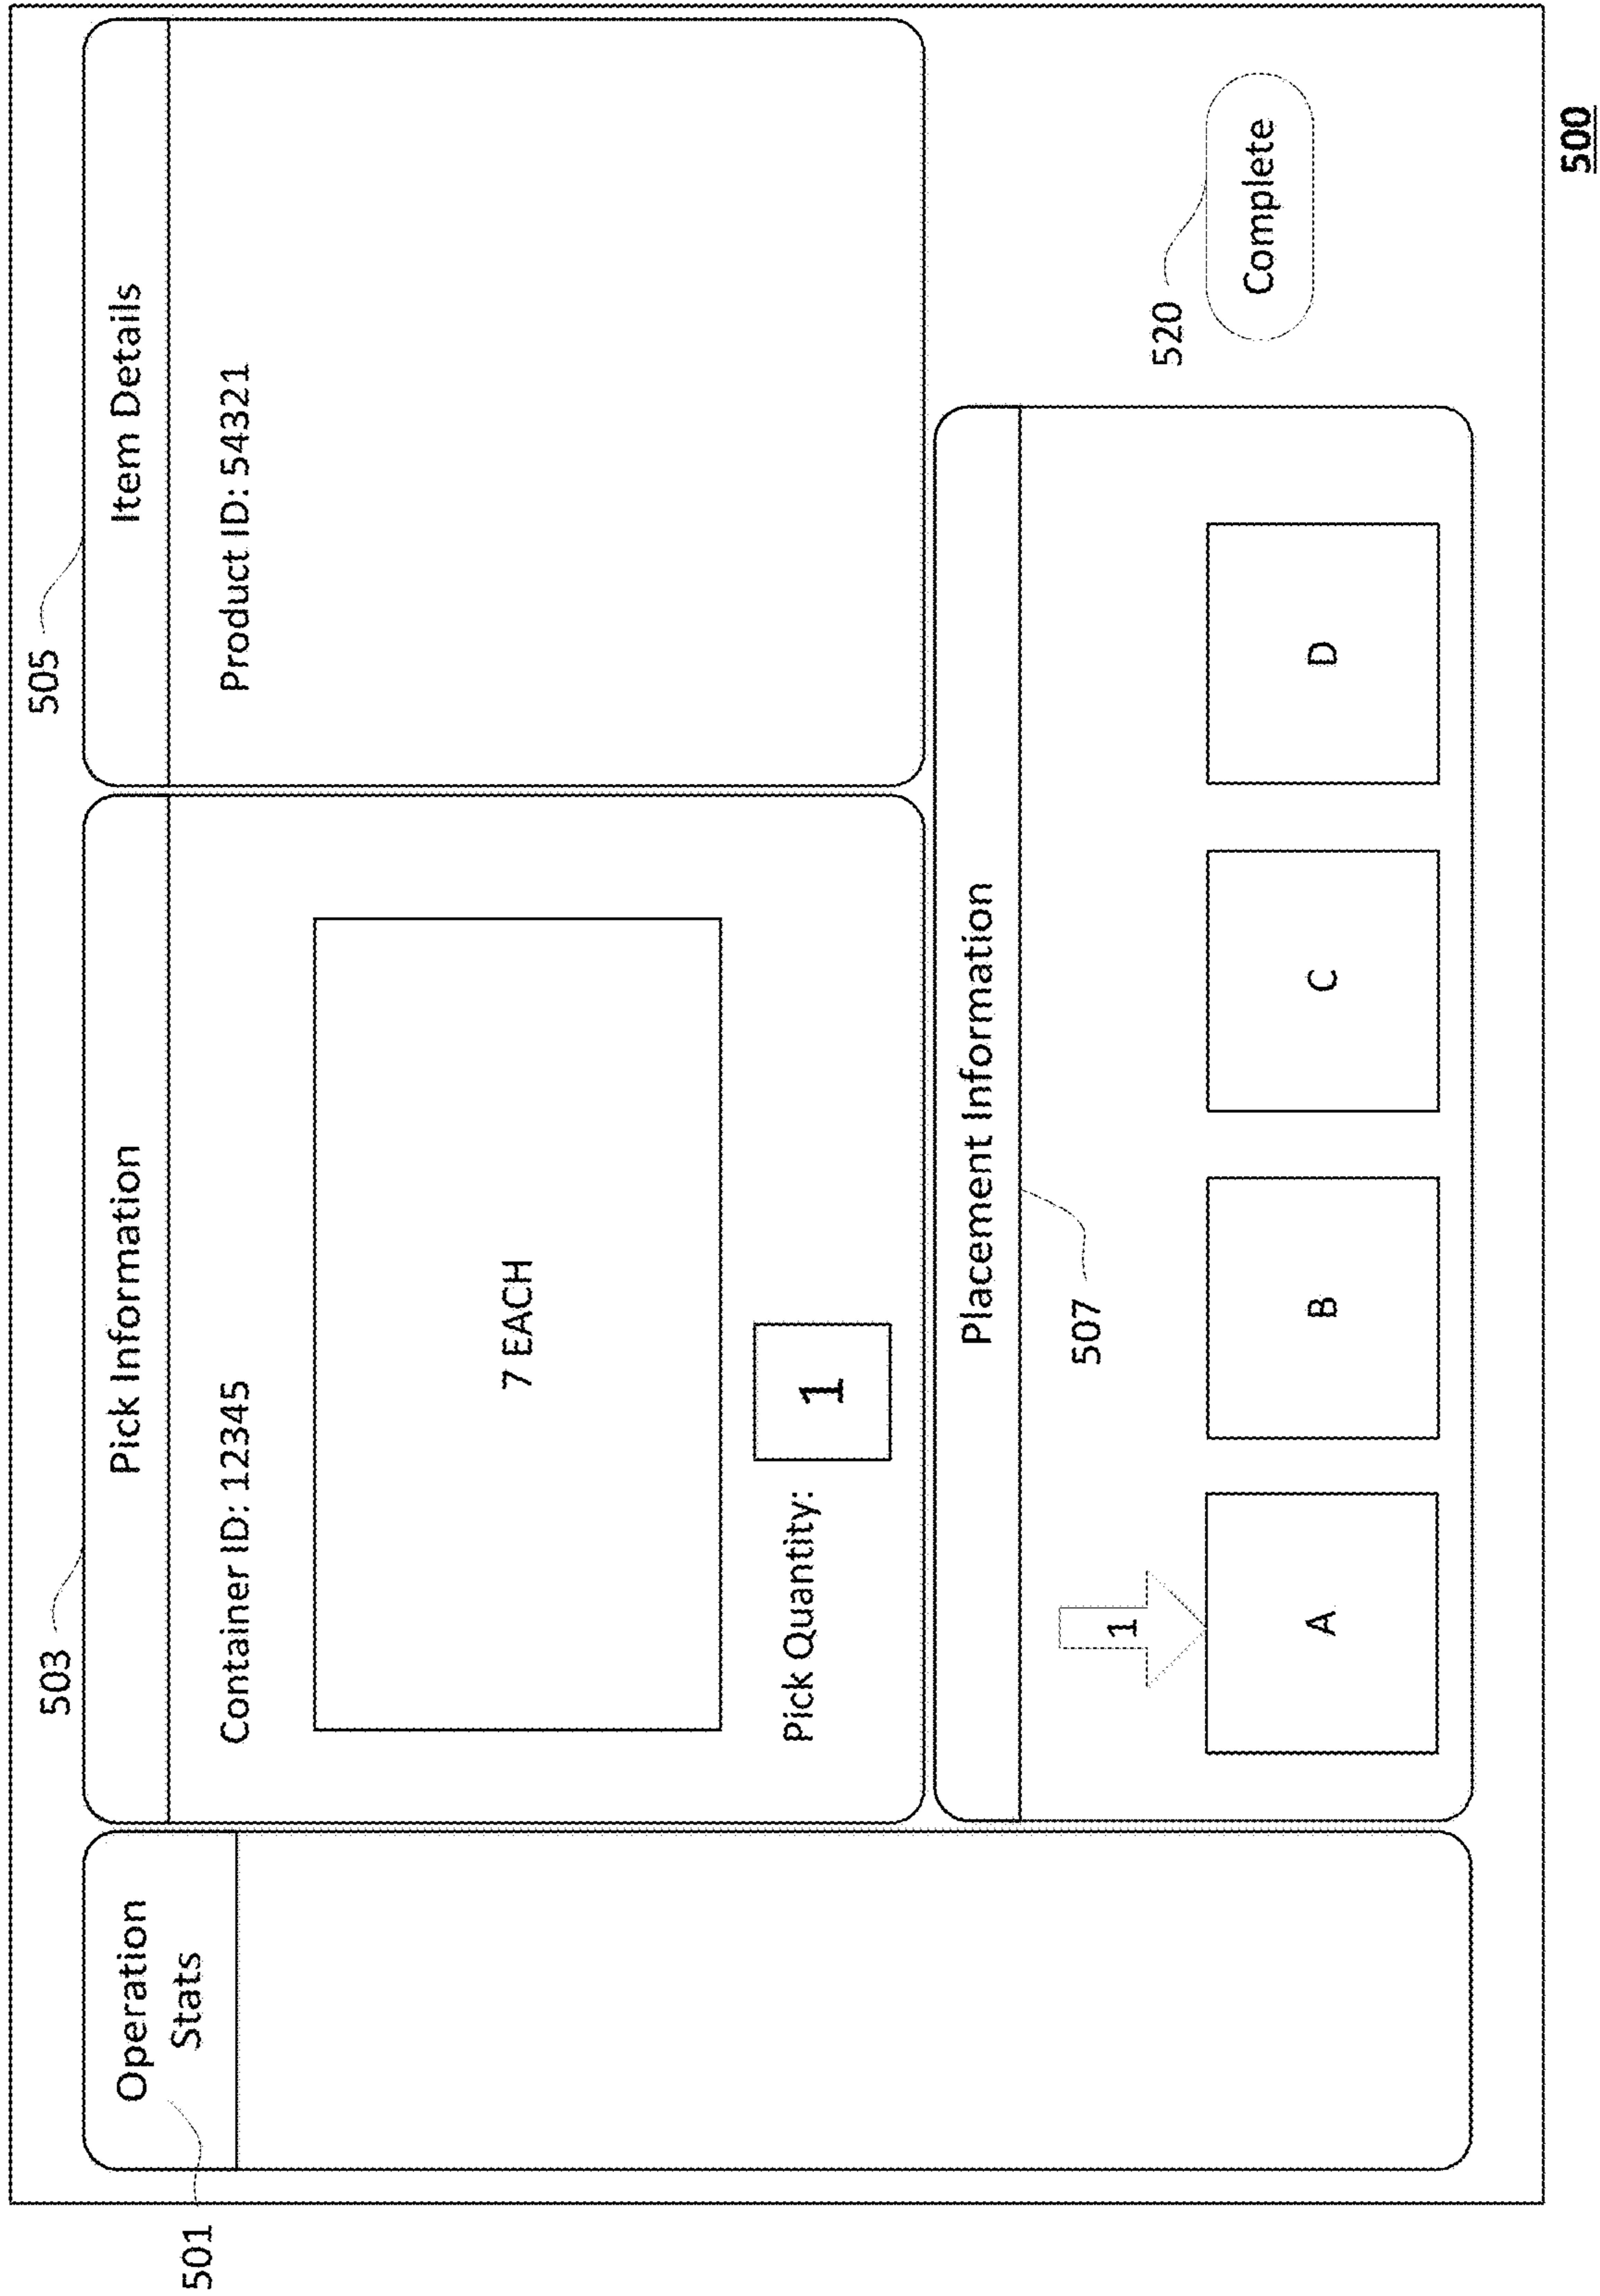 501
Operation
Stats
503
Pick Information
Container ID: 12345
7 EACH
Pick Quantity:
1
505
Item Details
Product ID: 54321
Placement Information
507
1
A
B
C
D
520
Complete
500